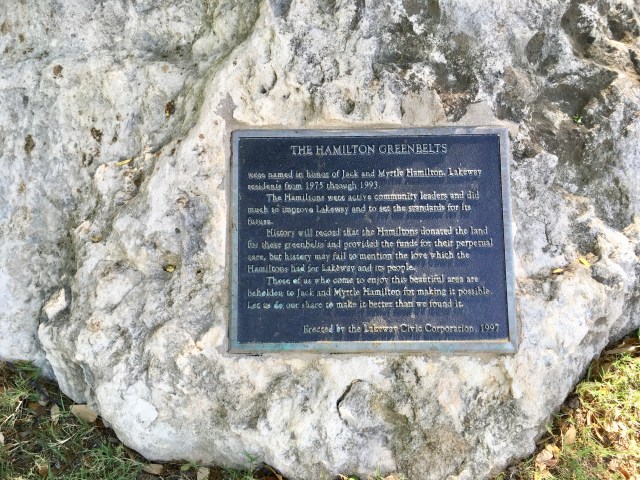 THE HAMILTON GREENBELTS
were named in honor of Jack and Myrtle Hamilton, Lakeway
residents from 1975 through 1993.
The Hamiltons were active community leaders and did
much to improve Lakeway and to set the standards for its
future.
History will record that the Hamiltons donated the land
for these greenbelts and provided the funds for their perpetual
care, but history may fail to mention the love which the
Hamiltons had for Lakeway and its people.
Those of us who come to enjoy this beautiful area are
beholden to Jack and Myrtle Hamilton for making it possible.
Let us do our share to make it better than we found it.
Erected by the Lakeway Civic Corporation, 1997